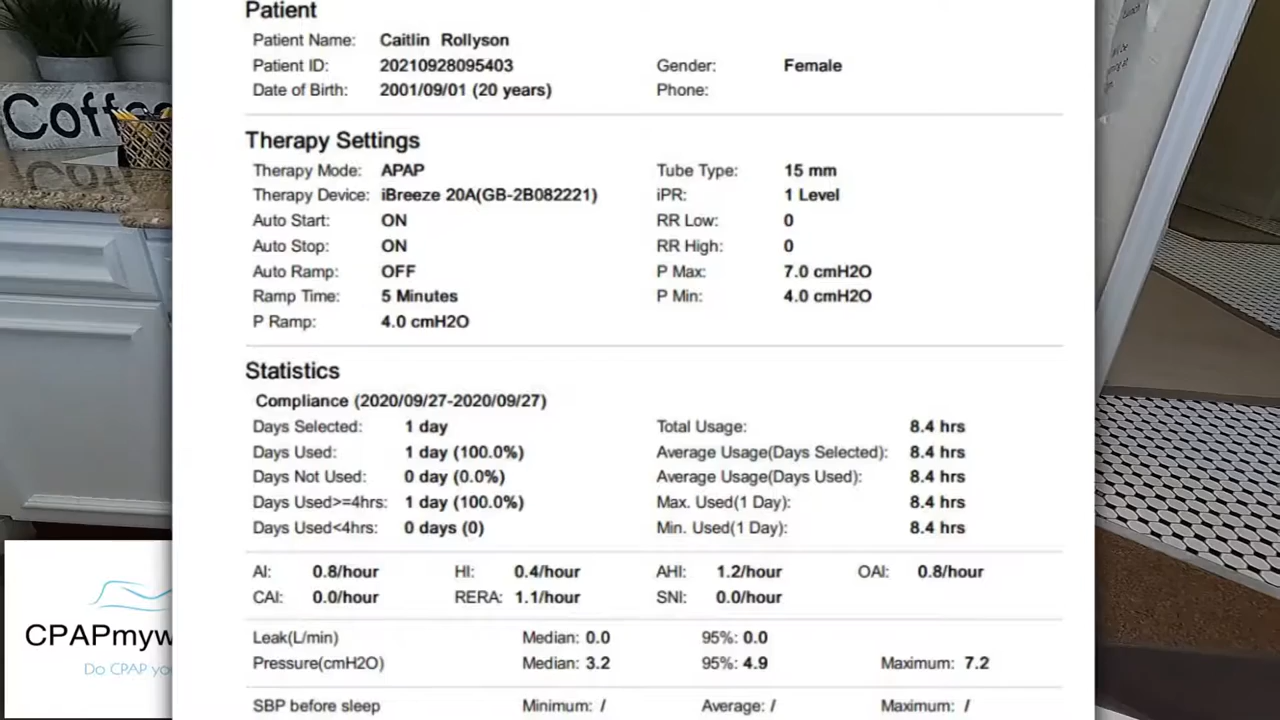 Patient
Patient Name: Caitlin Rollyson
Patient ID: 20210928095403 Gender: Female
Date of Birth: 2001/09/01 (20 years) Phone:
Therapy Settings
Therapy Mode: APAP Tube Type: 15 mm
Therapy Device: iBreeze 20A(GB-2B082221) iPR: 1 Level
Auto Start: ON RR Low: 0
Auto Stop: ON RR High: 0
Auto Ramp: OFF P Max: 7.0 cmH2O
Ramp Time: 5 Minutes P Min: 4.0 cmH2O
P Ramp: 4.0 cmH2O
Statistics
Compliance (2020/09/27-2020/09/27)
Days Selected: 1 day Total Usage: 8.4 hrs
Days Used: 1 day (100.0%) Average Usage(Days Selected): 8.4 hrs
Days Not Used: 0 day (0.0%) Average Usage(Days Used): 8.4 hrs
Days Used>=4hrs: 1 day (100.0%) Max. Used(1 Day): 8.4 hrs
Days Used<4hrs: 0 days (0) Min. Used(1 Day): 8.4 hrs
AI: 0.8/hour HI: 0.4/hour AHI: 1.2/hour OAI: 0.8/hour
CAI: 0.0/hour RERA: 1.1/hour SNI: 0.0/hour
Leak(L/min) Median: 0.0 95%: 0.0
Pressure(cmH2O) Median: 3.2 95%: 4.9 Maximum: 7.2
SBP before sleep Minimum: / Average: / Maximum: /
Coffee
CPAPmyw
Do CPAP yo